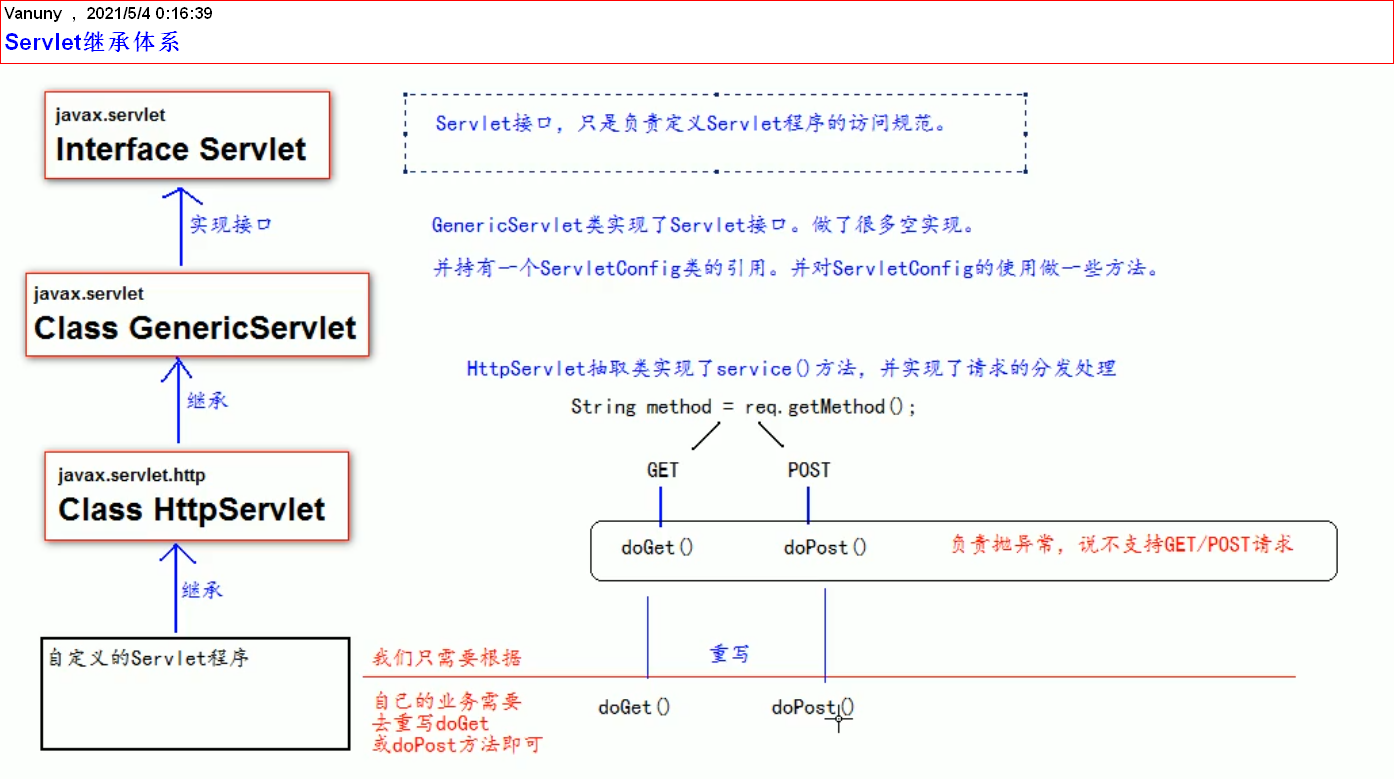 Vanuny , 2021/5/4 0:16:39
Servlet继承体系
javax.servlet
Interface Servlet
Servlet接口，只是负责定义Servlet程序的访问规范。
实现接口
GenericServlet类实现了Servlet接口。做了很多空实现。
并持有一个ServletConfig类的引用。并对ServletConfig的使用做一些方法。
javax.servlet
Class GenericServlet
继承
HttpServlet抽取类实现了service()方法，并实现了请求的分发处理
String method = req.getMethod();
GET
POST
javax.servlet.http
Class HttpServlet
doGet()
doPost()
负责抛异常，说不支持GET/POST请求
继承
自定义的Servlet程序
重写
我们只需要根据
自己的业务需要
去重写doGet
或doPost方法即可
doGet()
doPost()